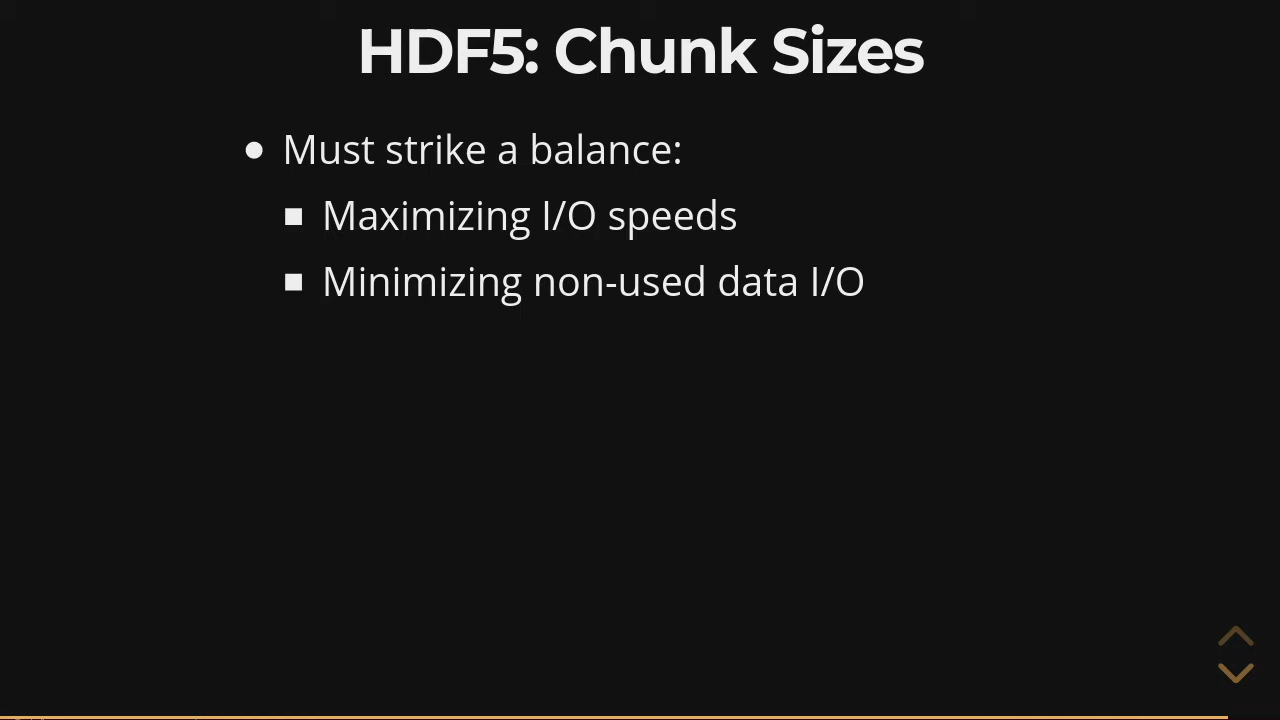 HDF5: Chunk Sizes
Must strike a balance:
Maximizing I/O speeds
Minimizing non-used data I/O